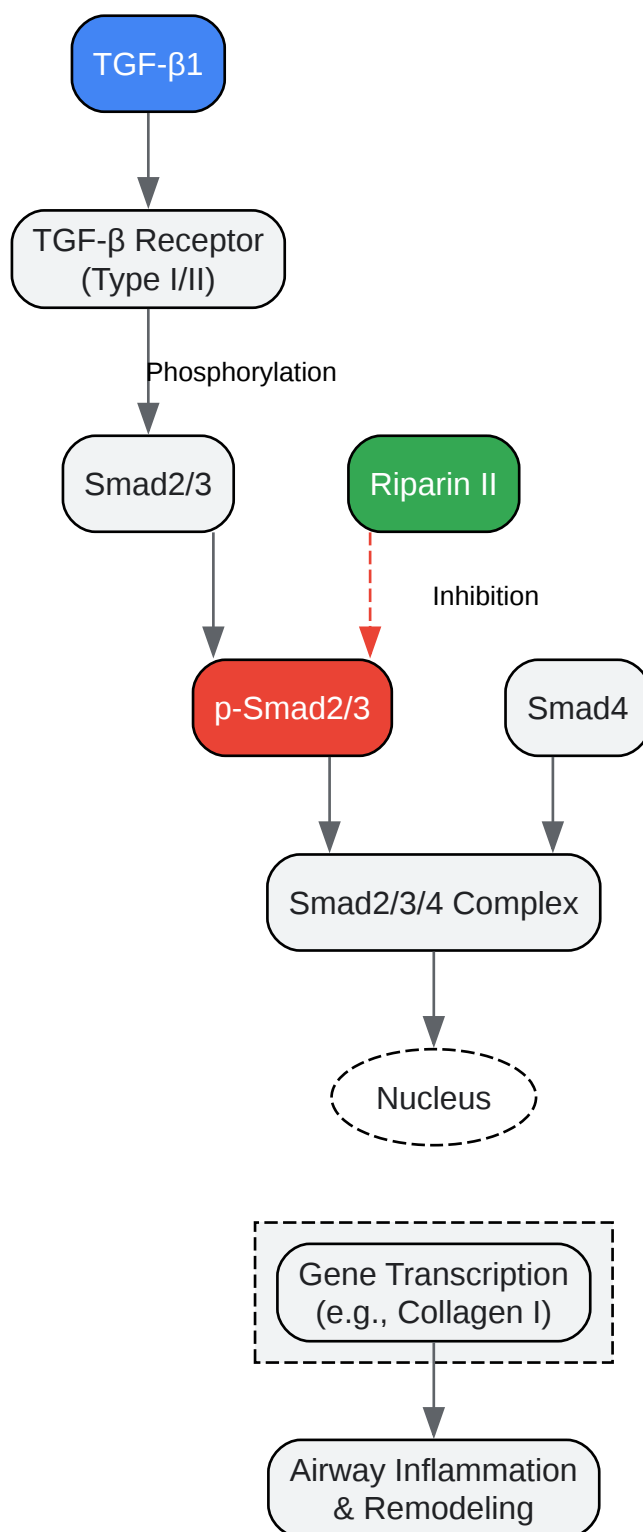 TGF-β1
TGF-β Receptor
(Type I/II)
Phosphorylation
Smad2/3
Riparin II
Inhibition
p-Smad2/3
Smad4
Smad2/3/4 Complex
Nucleus
Gene Transcription
(e.g., Collagen I)
Airway Inflammation
& Remodeling